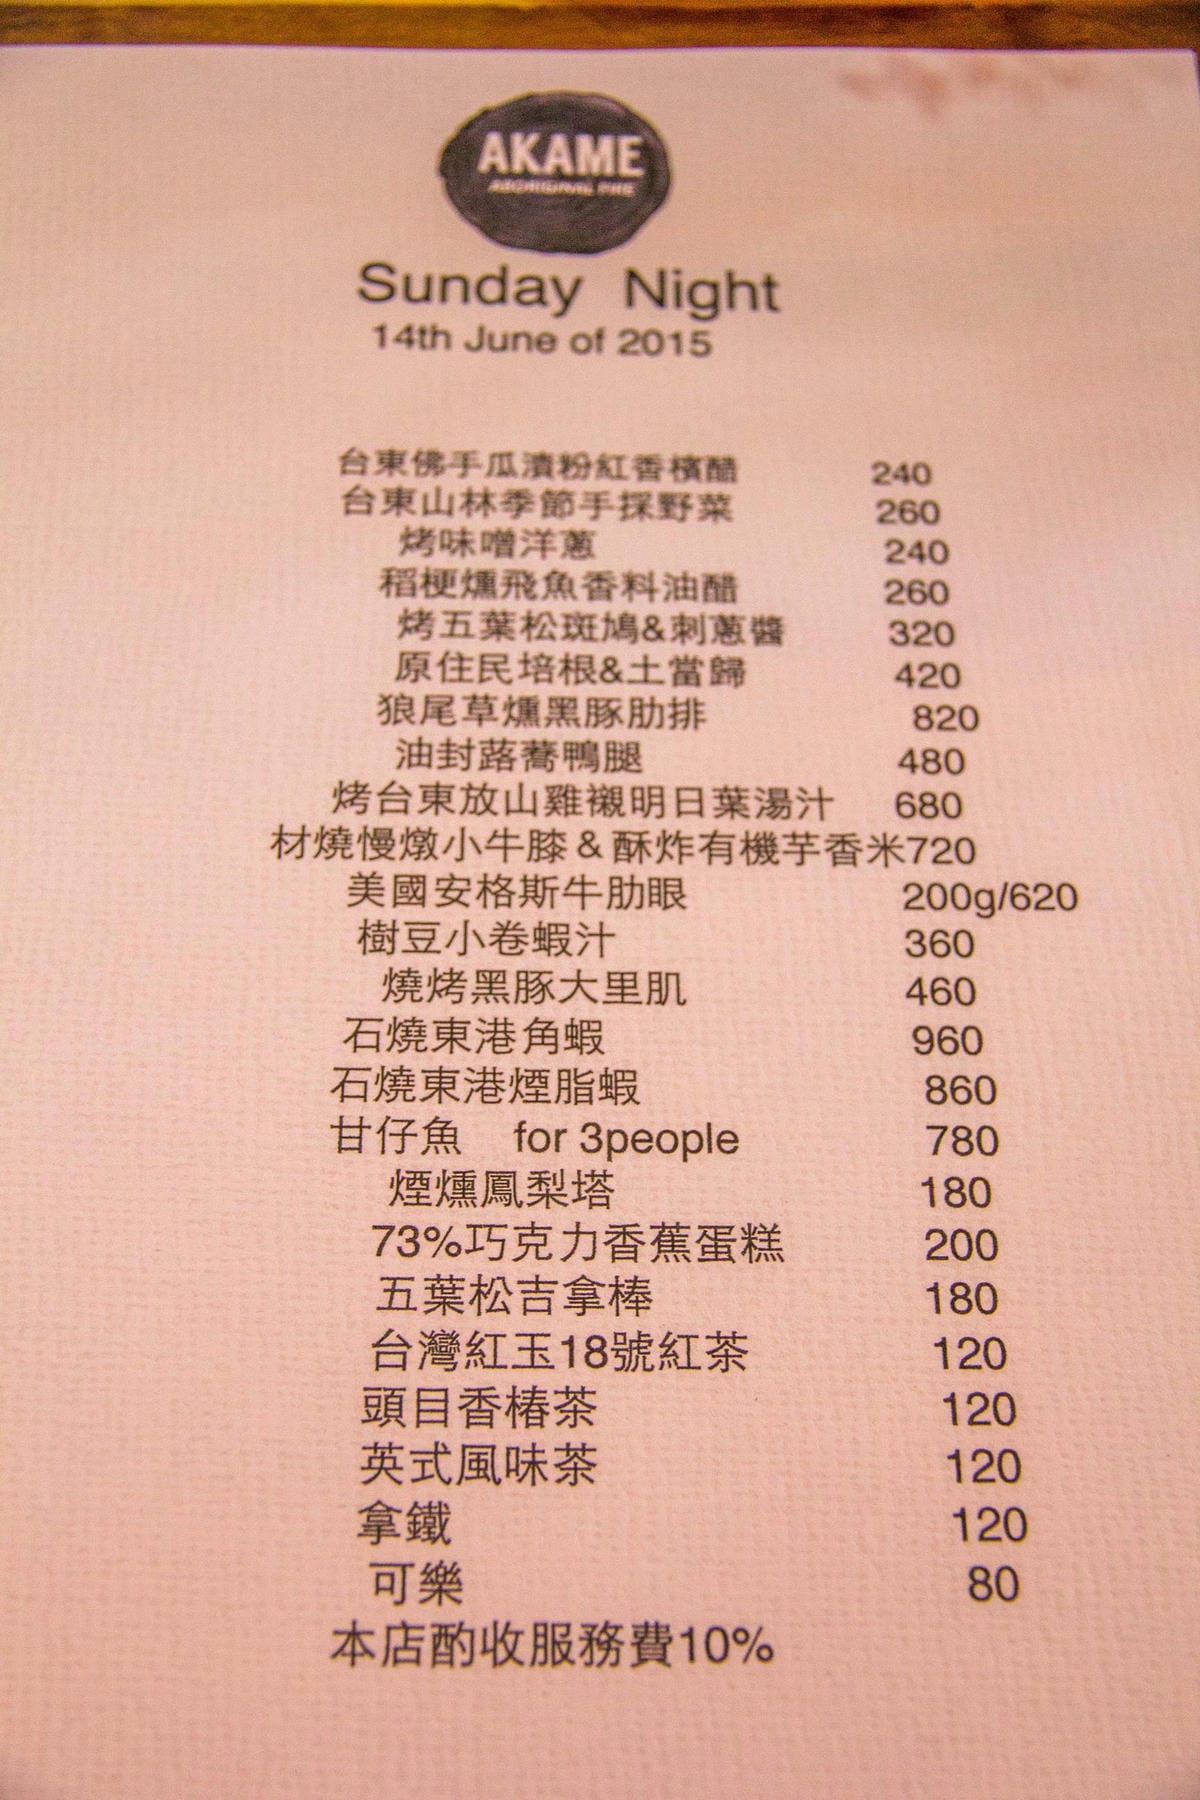 AKAME
ABORIGINAL FIRE
Sunday Night
14th June of 2015
台東佛手瓜漬粉紅香檳醋 240
台東山林季節手採野菜 260
烤味噌洋蔥 240
稻梗燻飛魚香料油醋 260
烤五葉松斑鳩&刺蔥醬 320
原住民培根&土當歸 420
狼尾草燻黑豚肋排 820
油封蕗蕎鴨腿 480
烤台東放山雞襯明日葉湯汁 680
材燒慢燉小牛膝&酥炸有機芋香米720
美國安格斯牛肋眼 200g/620
樹豆小卷蝦汁 360
燒烤黑豚大里肌 460
石燒東港角蝦 960
石燒東港煙脂蝦 860
甘仔魚 for 3people 780
煙燻鳳梨塔 180
73%巧克力香蕉蛋糕 200
五葉松吉拿棒 180
台灣紅玉18號紅茶 120
頭目香椿茶 120
英式風味茶 120
拿鐵 120
可樂 80
本店酌收服務費10%